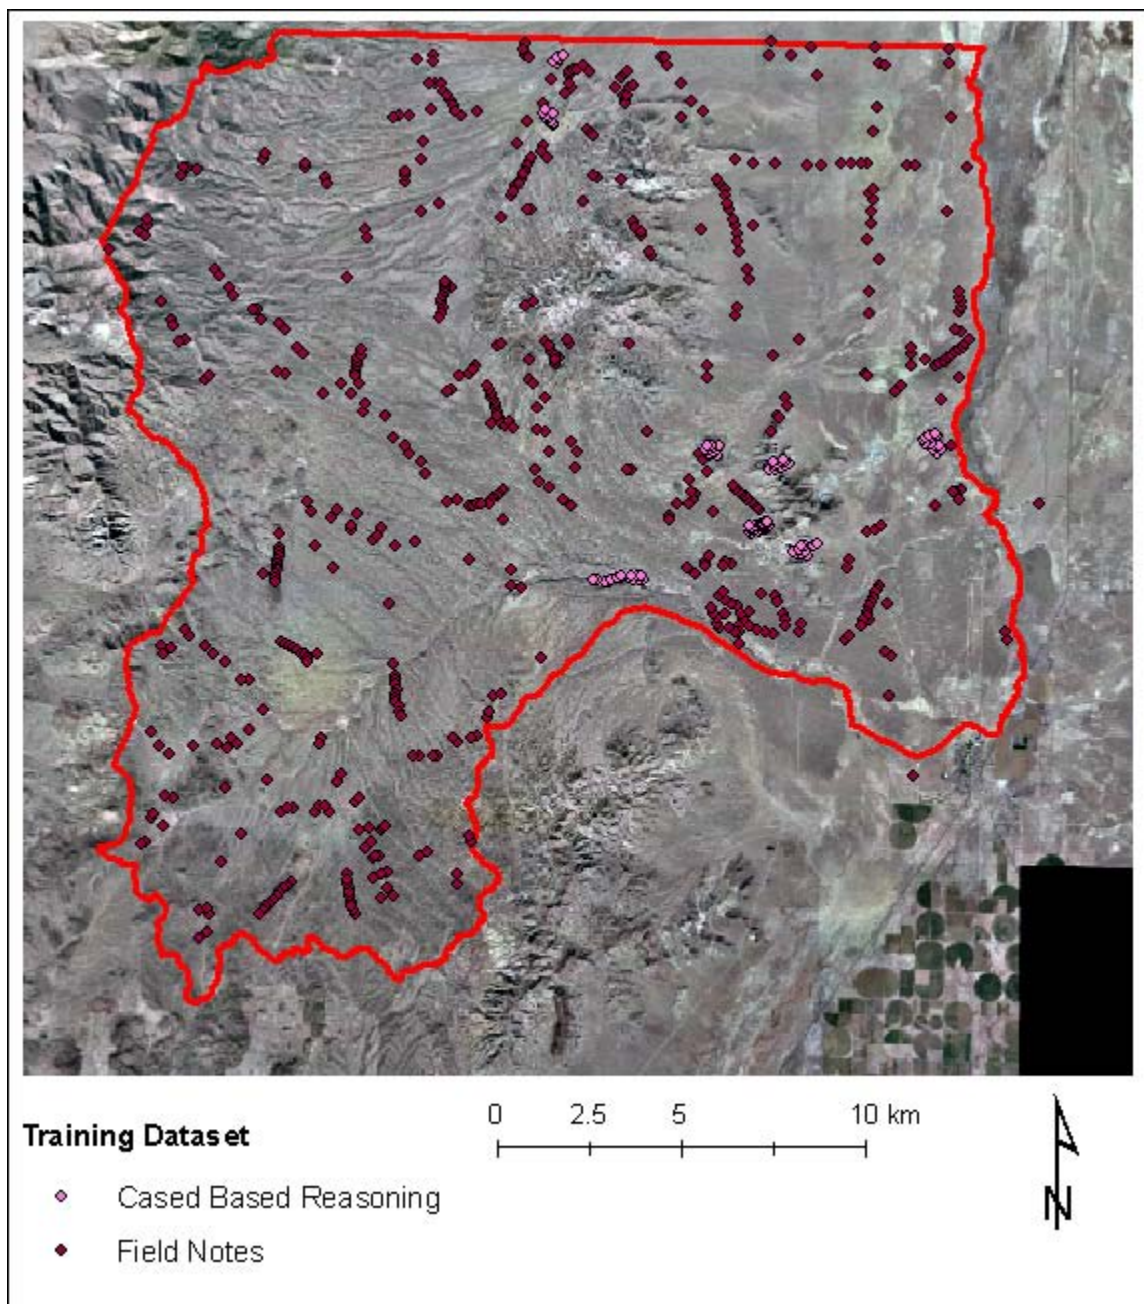 0 2.5 5 10 km
Training Dataset
Cased Based Reasoning
Field Notes
N